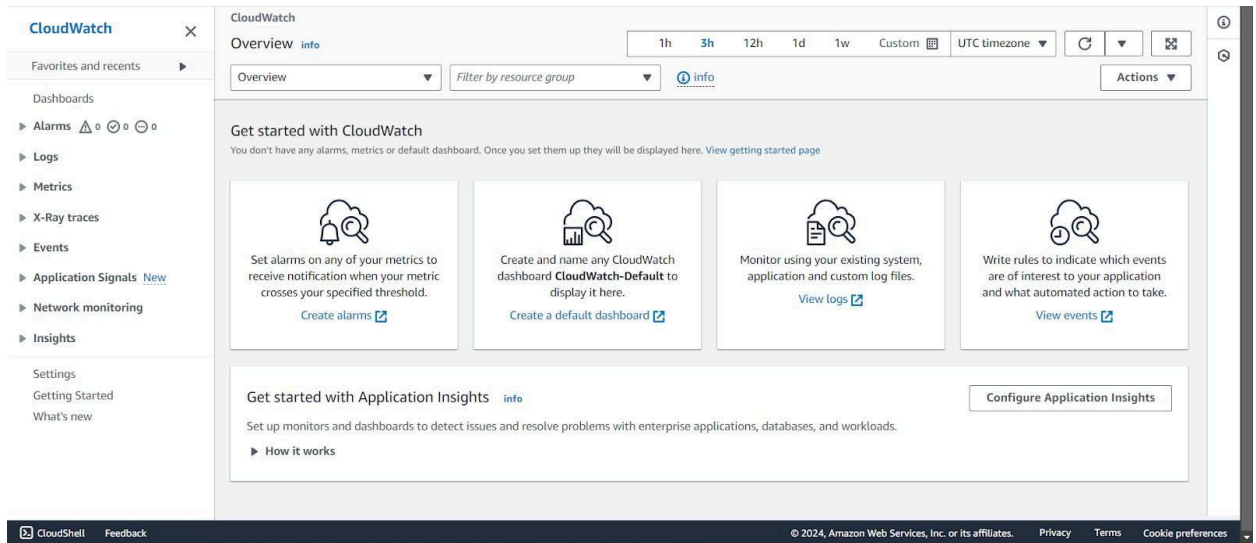 CloudWatch
Favorites and recents
Dashboards
Alarms 0 0 0
Logs
Metrics
X-Ray traces
Events
Application Signals New
Network monitoring
Insights
Settings
Getting Started
What's new
CloudWatch
Overview info
1h 3h 12h 1d 1w Custom UTC timezone
Overview
Filter by resource group
info
Actions
Get started with CloudWatch
You don't have any alarms, metrics or default dashboard. Once you set them up they will be displayed here. View getting started page
Set alarms on any of your metrics to
receive notification when your metric
crosses your specified threshold.
Create alarms
Create and name any CloudWatch
dashboard CloudWatch-Default to
display it here.
Create a default dashboard
Monitor using your existing system,
application and custom log files.
View logs
Write rules to indicate which events
are of interest to your application
and what automated action to take.
View events
Get started with Application Insights info
Configure Application Insights
Set up monitors and dashboards to detect issues and resolve problems with enterprise applications, databases, and workloads.
How it works
CloudShell Feedback © 2024, Amazon Web Services, Inc. or its affiliates. Privacy Terms Cookie preferences